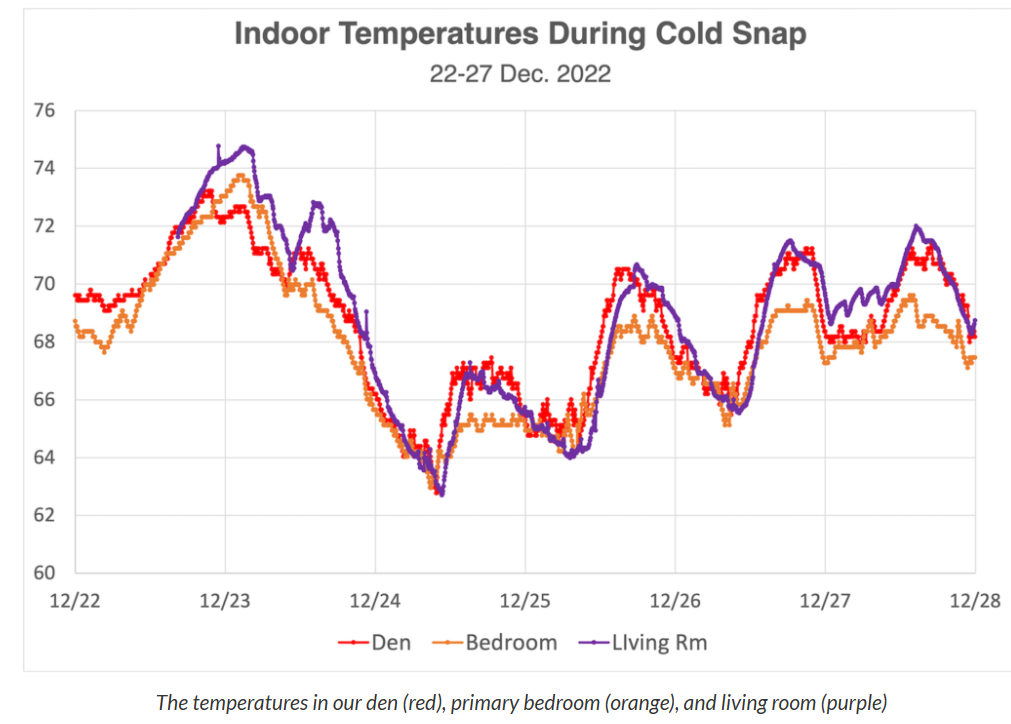 Indoor Temperatures During Cold Snap
22-27 Dec. 2022
76
74
72
70
68
66
64
62
60
12/22 12/23 12/24 12/25 12/26 12/27 12/28
Den Bedroom LIving Rm
The temperatures in our den (red), primary bedroom (orange), and living room (purple)